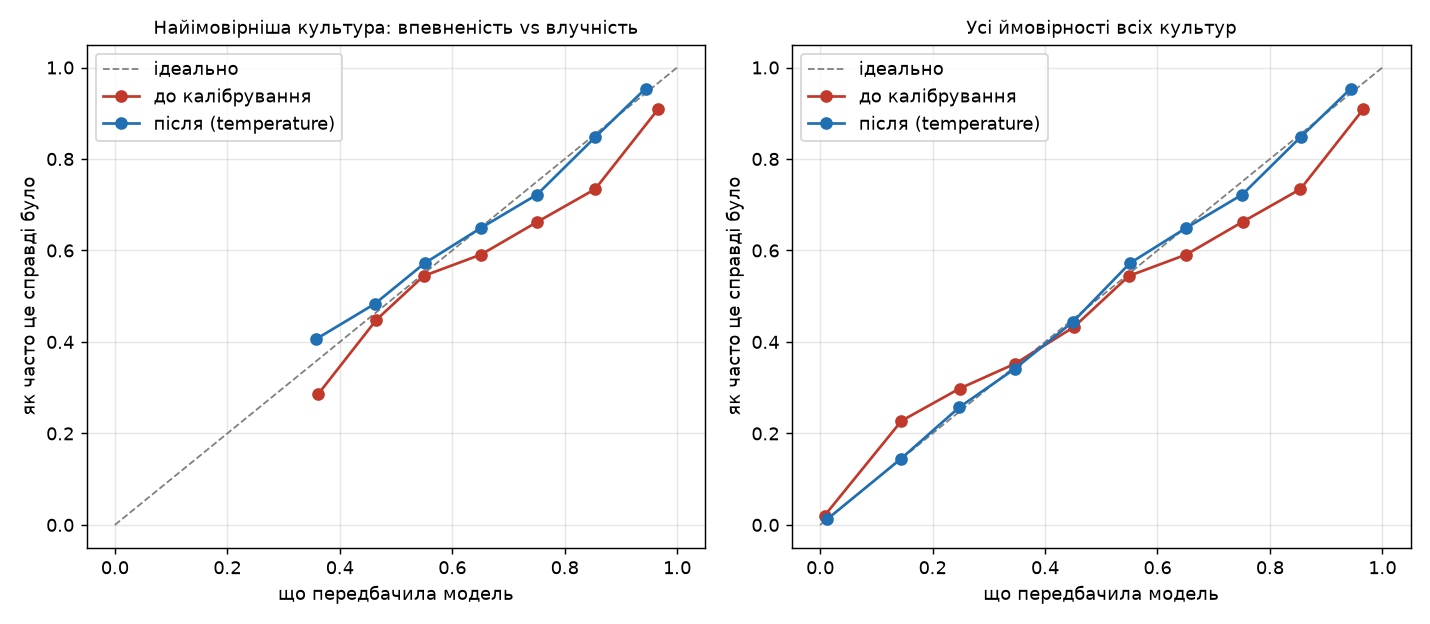 Найімовірніша культура: впевненість vs влучність
ідеально
до калібрування
після (temperature)
1.0
0.8
0.6
0.4
0.2
0.0
як часто це справді було
0.0 0.2 0.4 0.6 0.8 1.0
що передбачила модель
Усі ймовірності всіх культур
ідеально
до калібрування
після (temperature)
1.0
0.8
0.6
0.4
0.2
0.0
як часто це справді було
0.0 0.2 0.4 0.6 0.8 1.0
що передбачила модель